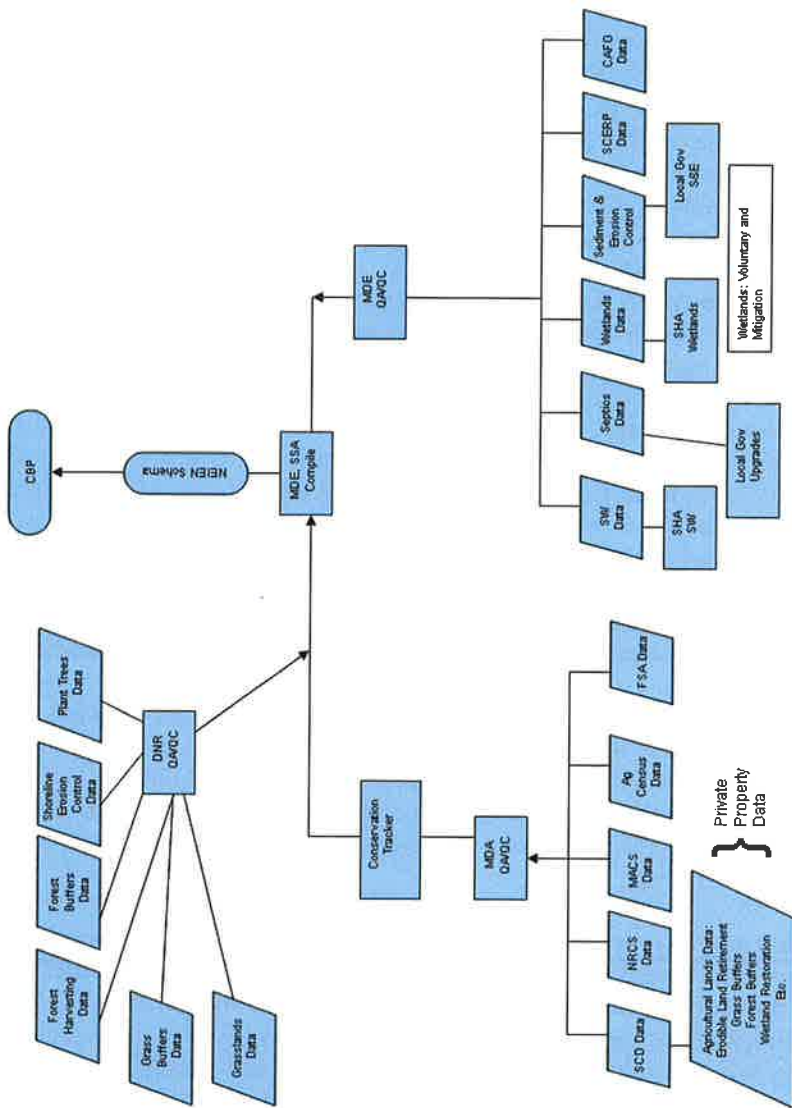 CBP
NEIEN Schema
MDE, SSA
Compile
Plant Trees
Data
Shoreline
Erosion
Control
Data
Forest
Buffers
Data
Forest
Harverting
Data
Grass
Buffers
Data
Grasslands
Data
DNR
QA/QC
MDE
QA/QC
Conservation
Tracker
MDA
QA/QC
SCD Data
NRCS
Data
MACS
Data
Ag
Census
Data
FSA Data
Agricultural Lands Data:
Erodible Land Retirement
Grass Buffers
Forest Buffers
Wetland Restoration
Etc.
}
Private
Property
Data
SW
Data
Septics
Data
Wetlands
Data
Sediment &
Erosion
Control
SCERP
Data
CAFO
Data
SHA
SW
Local Gov
Upgrades
SHA
Wetlands
Local Gov
S&E
Wetlands: Voluntary and
Mitigation